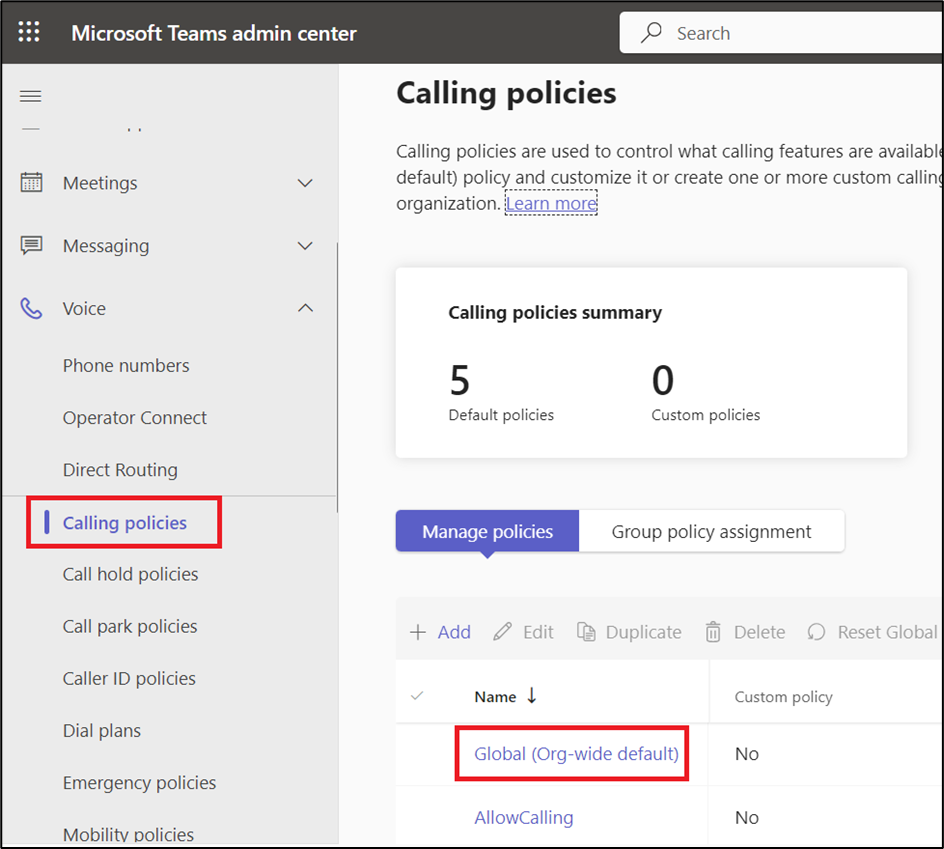 Microsoft Teams admin center
Search
Meetings
Messaging
Voice
Phone numbers
Operator Connect
Direct Routing
Calling policies
Call hold policies
Call park policies
Caller ID policies
Dial plans
Emergency policies
Mobility policies
Calling policies
Calling policies are used to control what calling features are available
default) policy and customize it or create one or more custom calling
organization. Learn more
Calling policies summary
5 0
Default policies Custom policies
Manage policies Group policy assignment
Add Edit Duplicate Delete Reset Global
Name Custom policy
Global (Org-wide default) No
AllowCalling No